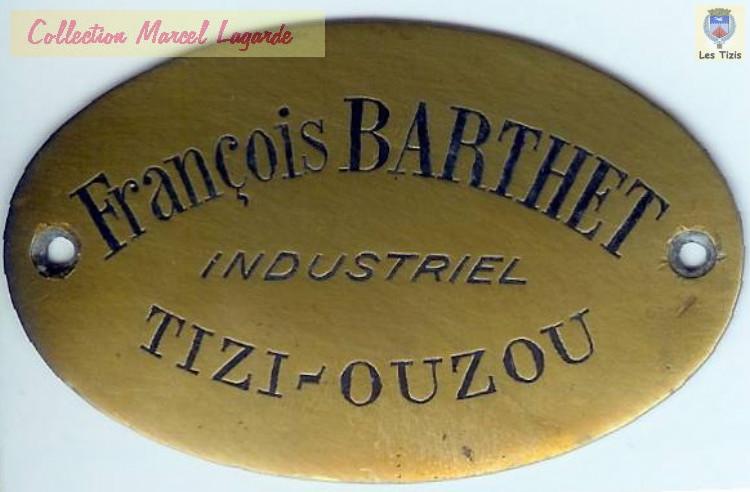 Collection Marcel Lagarde
Les Tizis
François BARTHET
INDUSTRIEL
TIZI-OUZOU